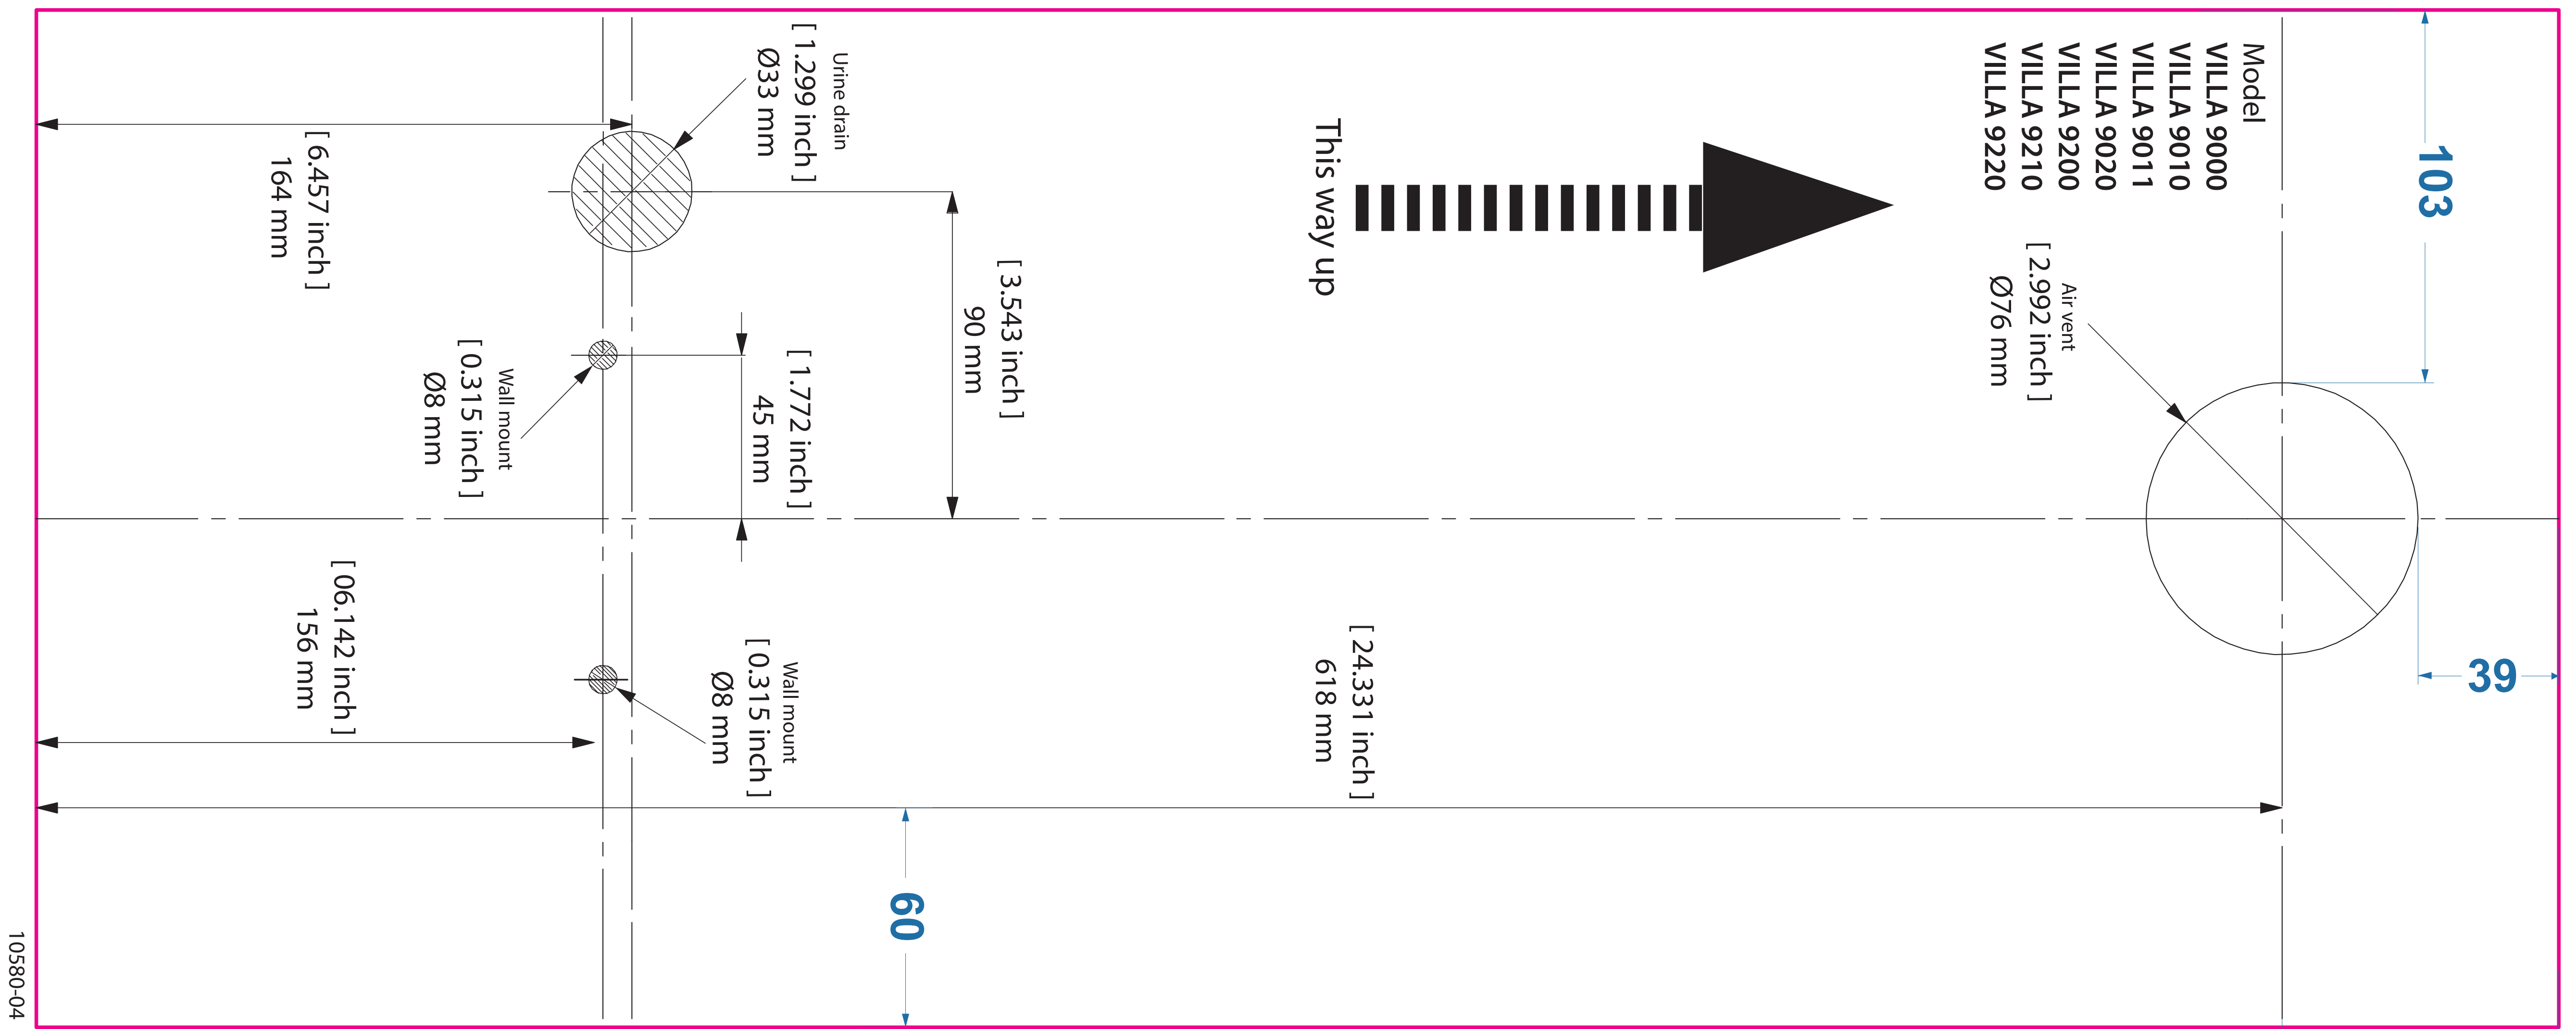 Model
VILLA 9000
VILLA 9010
VILLA 9011
VILLA 9020
VILLA 9200
VILLA 9210
VILLA 9220
103
Air vent
[ 2.992 inch ]
Ø76 mm
39
This way up
[ 24.331 inch ]
618 mm
[ 3.543 inch ]
90 mm
Urine drain
[ 1.299 inch ]
Ø33 mm
[ 1.772 inch ]
45 mm
Wall mount
[ 0.315 inch ]
Ø8 mm
Wall mount
[ 0.315 inch ]
Ø8 mm
[ 6.457 inch ]
164 mm
[ 06.142 inch ]
156 mm
60
10580-04